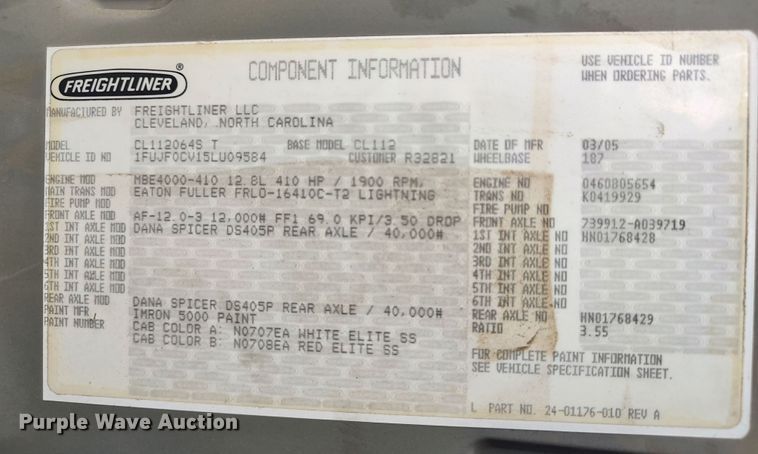 FREIGHTLINER®
COMPONENT INFORMATION
USE VEHICLE ID NUMBER
WHEN ORDERING PARTS.
MANUFACTURED BY FREIGHTLINER LLC
CLEVELAND, NORTH CAROLINA
MODEL CL112064S T BASE MODEL CL112 DATE OF MFR 03/05
VEHICLE ID NO 1FUJF0CV15LU09584 CUSTOMER R32821 WHEELBASE 187
ENGINE MOD MBE4000-410 12.8L 410 HP / 1900 RPM, ENGINE NO 0460805654
MAIN TRANS MOD EATON FULLER FRLO-16410C-T2 LIGHTNING TRANS NO K0419929
FIRE PUMP MOD FIRE PUMP NO
FRONT AXLE MOD AF-12.0-3 12,000# FF1 69.0 KPI/3.50 DROP FRONT AXLE NO 739912-A039719
1ST INT AXLE MOD DANA SPICER DS405P REAR AXLE / 40,000# 1ST INT AXLE NO HN01768428
2ND INT AXLE MOD 2ND INT AXLE NO
3RD INT AXLE MOD 3RD INT AXLE NO
4TH INT AXLE MOD 4TH INT AXLE NO
5TH INT AXLE MOD 5TH INT AXLE NO
6TH INT AXLE MOD 6TH INT AXLE NO
REAR AXLE MOD DANA SPICER DS405P REAR AXLE / 40,000# REAR AXLE NO HN01768429
PAINT MFR IMRON 5000 PAINT RATIO 3.55
PAINT NUMBER CAB COLOR A: N0707EA WHITE ELITE SS
CAB COLOR B: N0708EA RED ELITE SS
FOR COMPLETE PAINT INFORMATION
SEE VEHICLE SPECIFICATION SHEET.
L PART NO. 24-01176-010 REV A
Purple Wave Auction